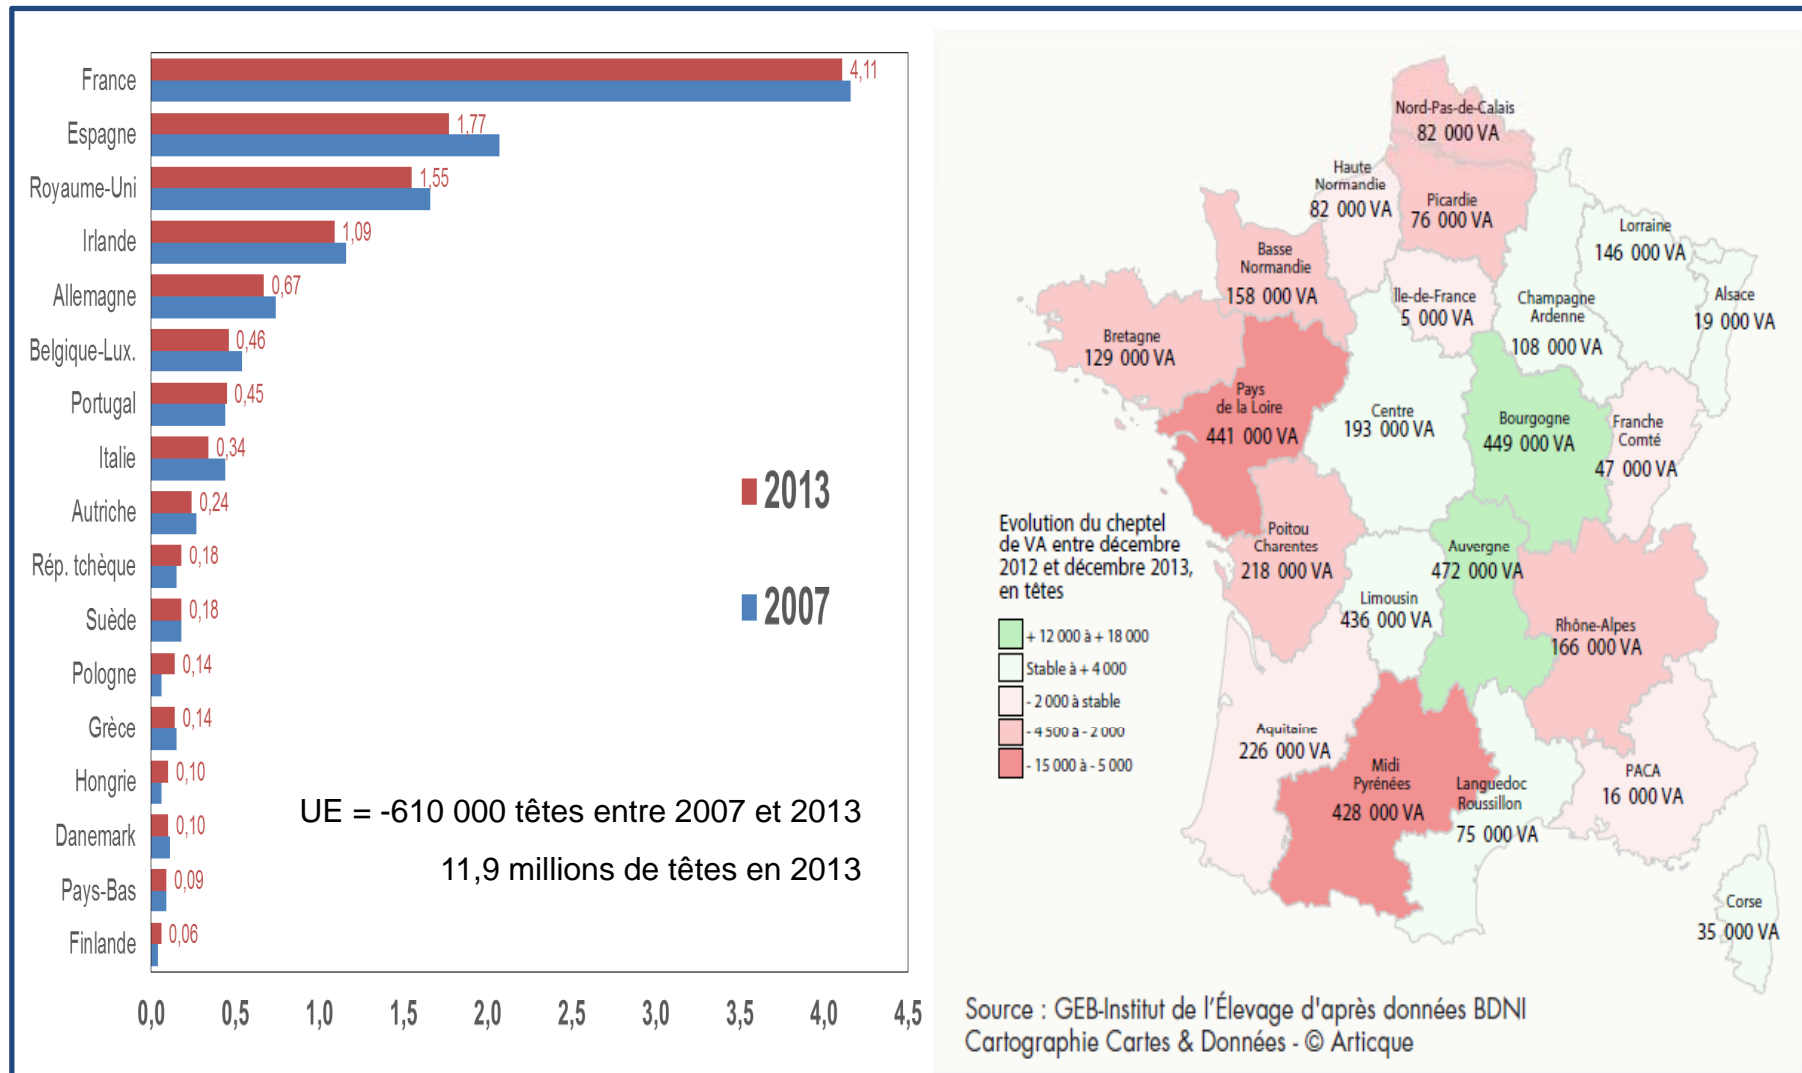 France
4,11
Espagne
1,77
Royaume-Uni
1,55
Irlande
1,09
Allemagne
0,67
Belgique-Lux.
0,46
Portugal
0,45
Italie
0,34
Autriche
0,24
Rép. tchèque
0,18
Suède
0,18
Pologne
0,14
Grèce
0,14
Hongrie
0,10
Danemark
0,10
Pays-Bas
0,09
Finlande
0,06
2013
2007
UE = -610 000 têtes entre 2007 et 2013
11,9 millions de têtes en 2013
0,0 0,5 1,0 1,5 2,0 2,5 3,0 3,5 4,0 4,5
Nord-Pas-de-Calais
82 000 VA
Haute
Normandie
82 000 VA
Picardie
76 000 VA
Basse
Normandie
158 000 VA
Île-de-France
5 000 VA
Champagne
Ardenne
108 000 VA
Lorraine
146 000 VA
Alsace
19 000 VA
Bretagne
129 000 VA
Pays
de la Loire
441 000 VA
Centre
193 000 VA
Bourgogne
449 000 VA
Franche
Comté
47 000 VA
Poitou
Charentes
218 000 VA
Limousin
436 000 VA
Auvergne
472 000 VA
Rhône-Alpes
166 000 VA
Aquitaine
226 000 VA
Midi
Pyrénées
428 000 VA
Languedoc
Roussillon
75 000 VA
PACA
16 000 VA
Corse
35 000 VA
Evolution du cheptel
de VA entre décembre
2012 et décembre 2013,
en têtes
+ 12 000 à + 18 000
Stable à + 4 000
- 2 000 à stable
- 4 500 à - 2 000
- 15 000 à - 5 000
Source : GEB-Institut de l'Élevage d'après données BDNI
Cartographie Cartes & Données - © Articque